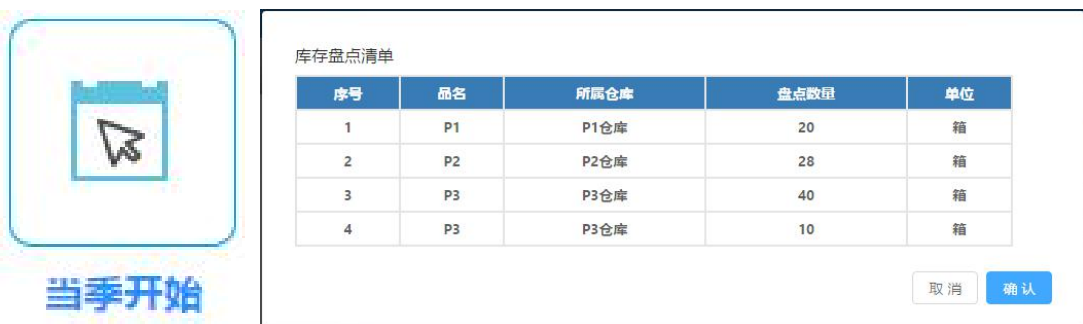 库存盘点清单
序号 品名 所属仓库 盘点数量 单位
1 P1 P1仓库 20 箱
2 P2 P2仓库 28 箱
3 P3 P3仓库 40 箱
4 P3 P3仓库 10 箱
取消 确认
当季开始